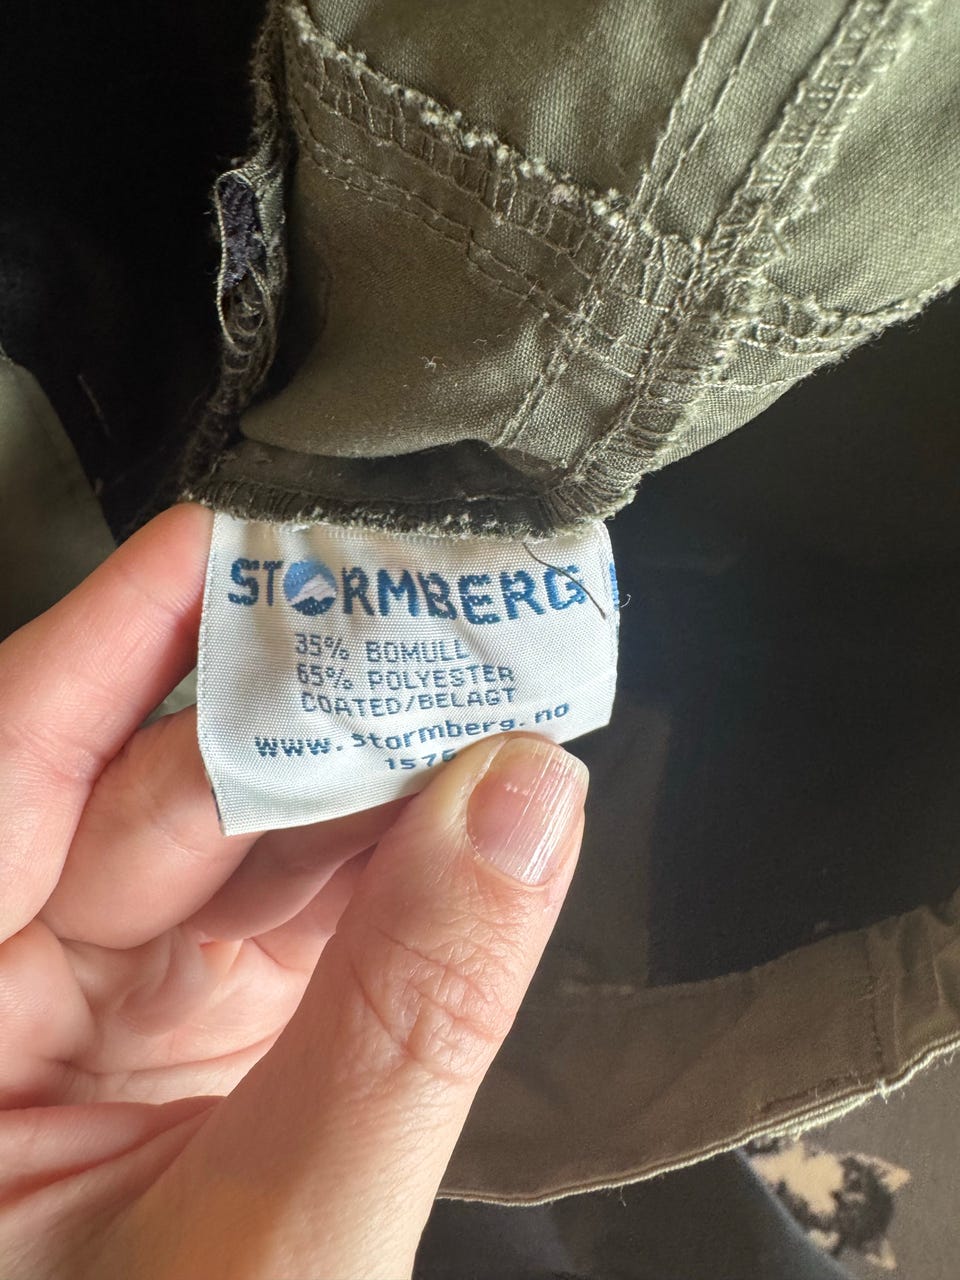 STORMBERG
35% BOMULL
65% POLYESTER
COATED/BELAGT
www.stormberg.no